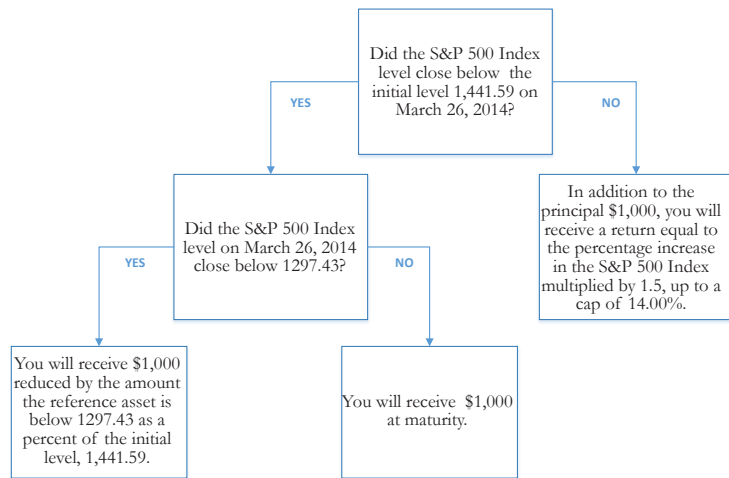 Did the S&P 500 Index
level close below the
initial level 1,441.59 on
March 26, 2014?
YES
NO
Did the S&P 500 Index
level on March 26, 2014
close below 1297.43?
In addition to the
principal $1,000, you will
receive a return equal to
the percentage increase
in the S&P 500 Index
multiplied by 1.5, up to a
cap of 14.00%.
YES
NO
You will receive $1,000
reduced by the amount
the reference asset is
below 1297.43 as a
percent of the initial
level, 1,441.59.
You will receive $1,000
at maturity.